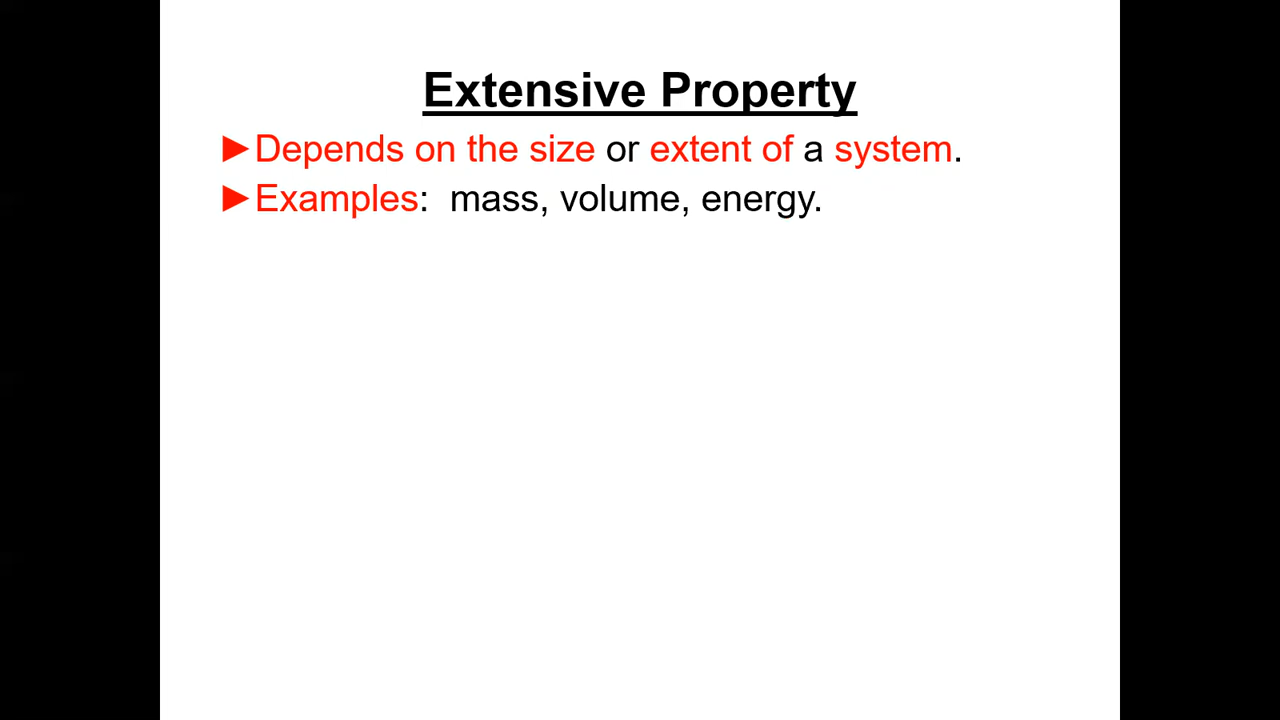 Extensive Property
►Depends on the size or extent of a system.
►Examples:  mass, volume, energy.